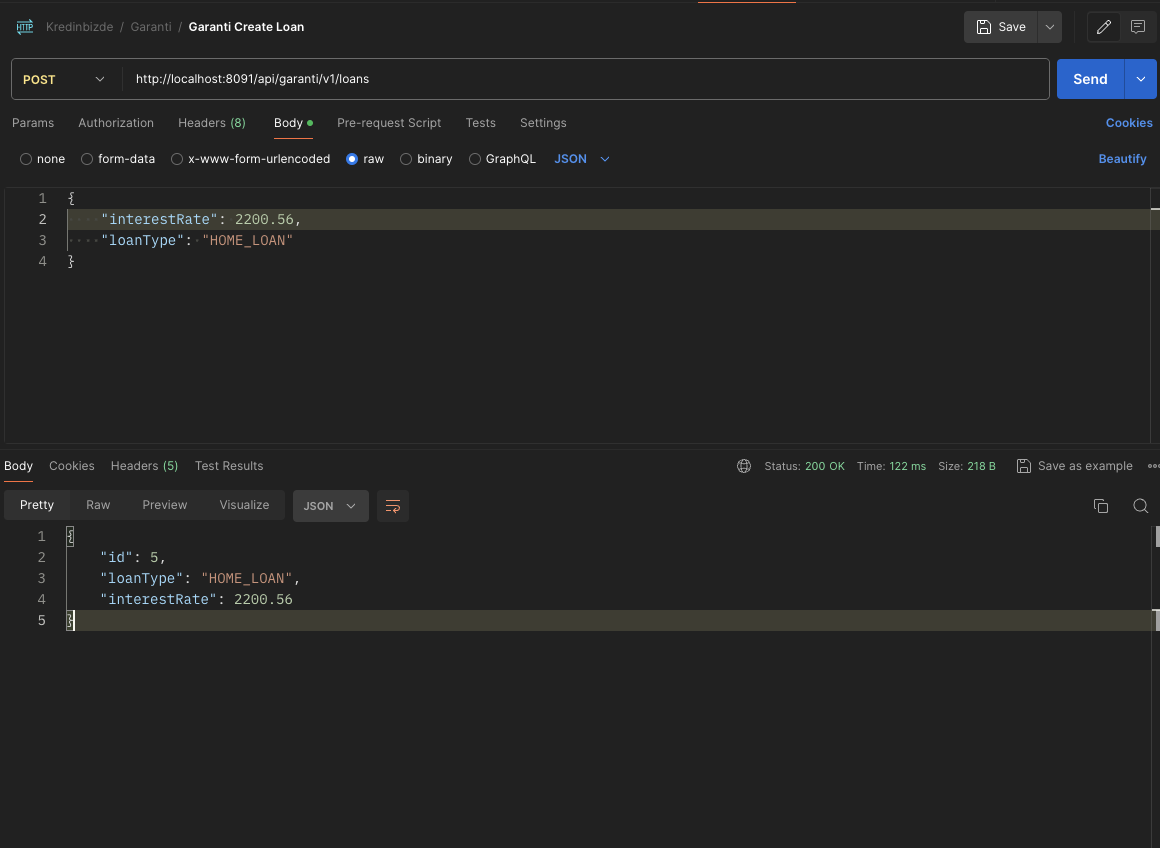 HTTP Kredinbizde / Garanti / Garanti Create Loan Save
POST http://localhost:8091/api/garanti/v1/loans Send
Params Authorization Headers (8) Body Pre-request Script Tests Settings Cookies
none form-data x-www-form-urlencoded raw binary GraphQL JSON Beautify
1 {
2 "interestRate": 2200.56,
3 "loanType": "HOME_LOAN"
4 }
Body Cookies Headers (5) Test Results Status: 200 OK Time: 122 ms Size: 218 B Save as example
Pretty Raw Preview Visualize JSON
1 {
2 "id": 5,
3 "loanType": "HOME_LOAN",
4 "interestRate": 2200.56
5 }